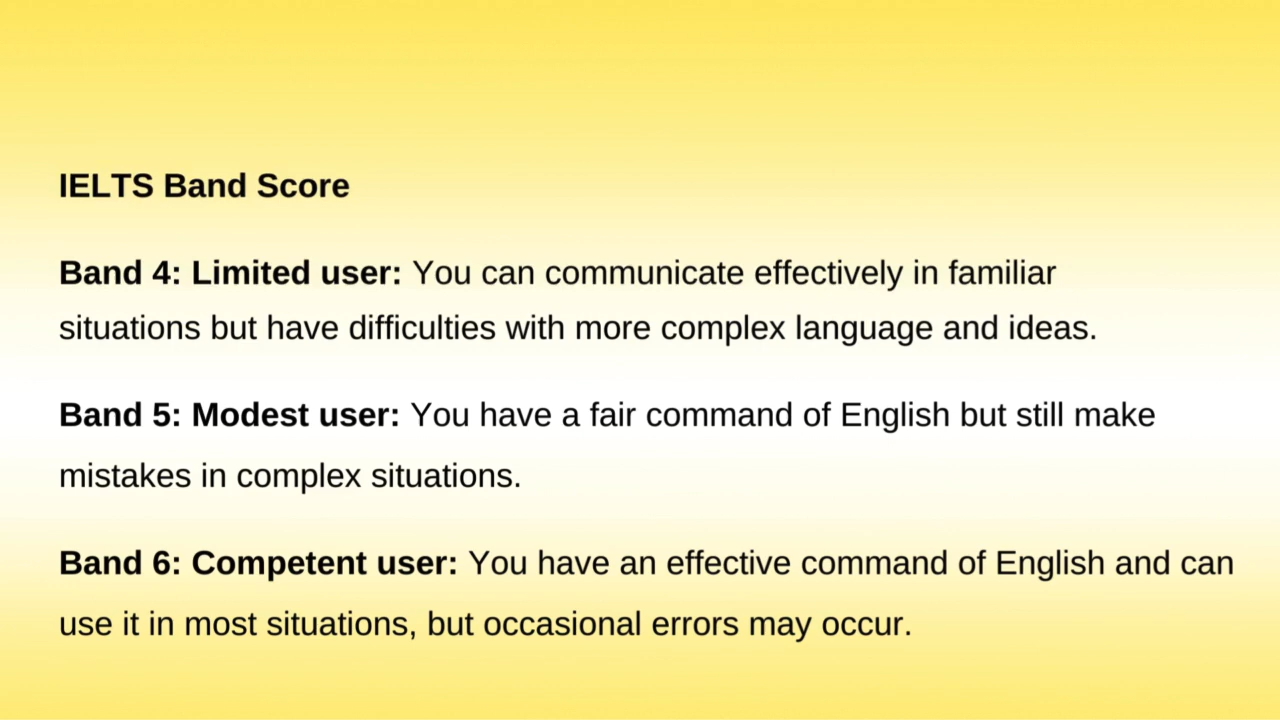 IELTS Band Score
Band 4: Limited user: You can communicate effectively in familiar
situations but have difficulties with more complex language and ideas.
Band 5: Modest user: You have a fair command of English but still make
mistakes in complex situations.
Band 6: Competent user: You have an effective command of English and can
use it in most situations, but occasional errors may occur.